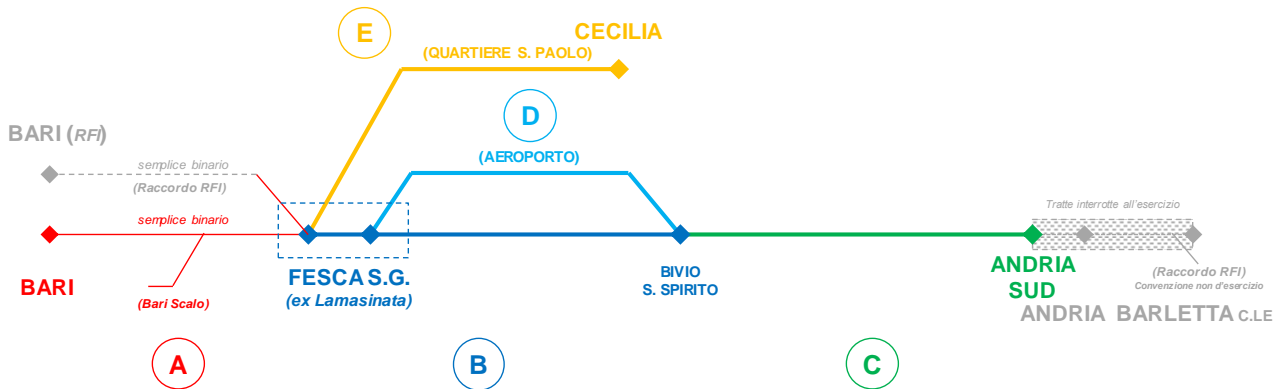 E
CECILIA
(QUARTIERE S. PAOLO)
D
(AEROPORTO)
BARI (RFI)
semplice binario
(Raccordo RFI)
semplice binario
Tratte interrotte all'esercizio
BARI
(Bari Scalo)
FESCA S.G.
(ex Lamasinata)
BIVIO
S. SPIRITO
ANDRIA
SUD
(Raccordo RFI)
Convenzione non d'esercizio
ANDRIA BARLETTA C.LE
A
B
C